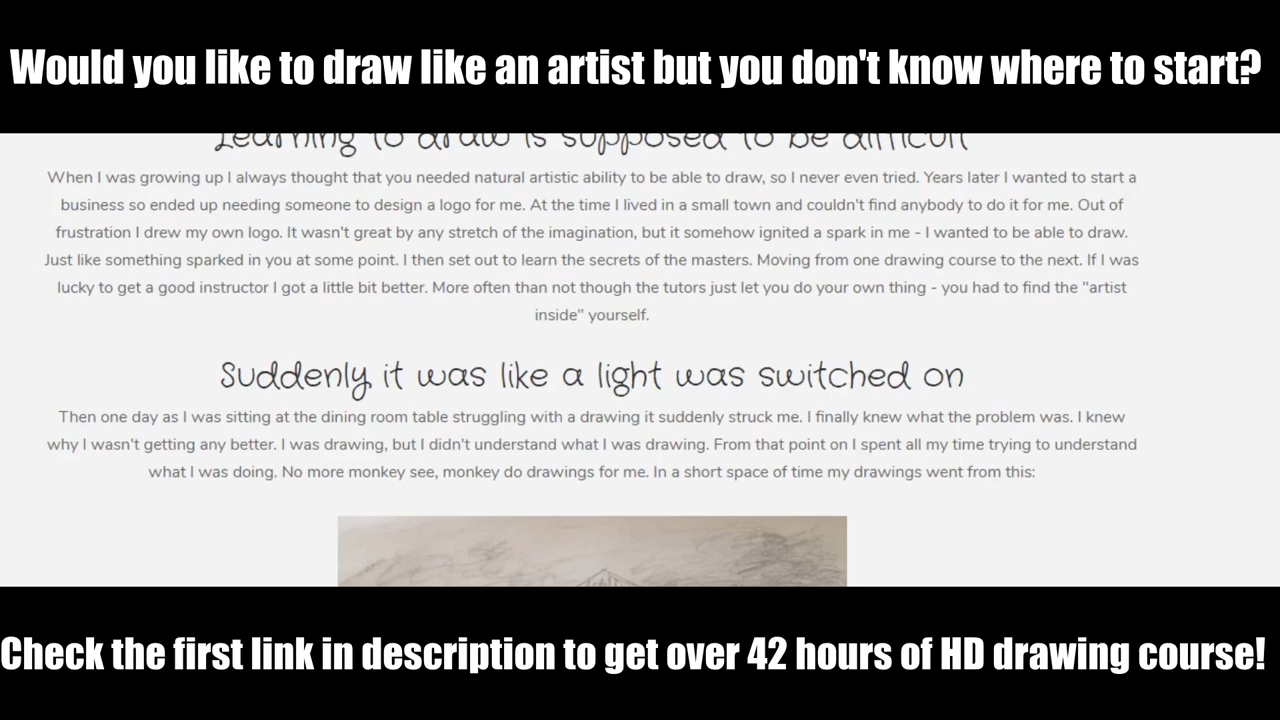 Would you like to draw like an artist but you don't know where to start?
Learning to draw is supposed to be difficult
When I was growing up I always thought that you needed natural artistic ability to be able to draw, so I never even tried. Years later I wanted to start a
business so ended up needing someone to design a logo for me. At the time I lived in a small town and couldn't find anybody to do it for me. Out of
frustration I drew my own logo. It wasn't great by any stretch of the imagination, but it somehow ignited a spark in me - I wanted to be able to draw.
Just like something sparked in you at some point. I then set out to learn the secrets of the masters. Moving from one drawing course to the next. If I was
lucky to get a good instructor I got a little bit better. More often than not though the tutors just let you do your own thing - you had to find the "artist
inside" yourself.
Suddenly it was like a light was switched on
Then one day as I was sitting at the dining room table struggling with a drawing it suddenly struck me. I finally knew what the problem was. I knew
why I wasn't getting any better. I was drawing, but I didn't understand what I was drawing. From that point on I spent all my time trying to understand
what I was doing. No more monkey see, monkey do drawings for me. In a short space of time my drawings went from this:
Check the first link in description to get over 42 hours of HD drawing course!